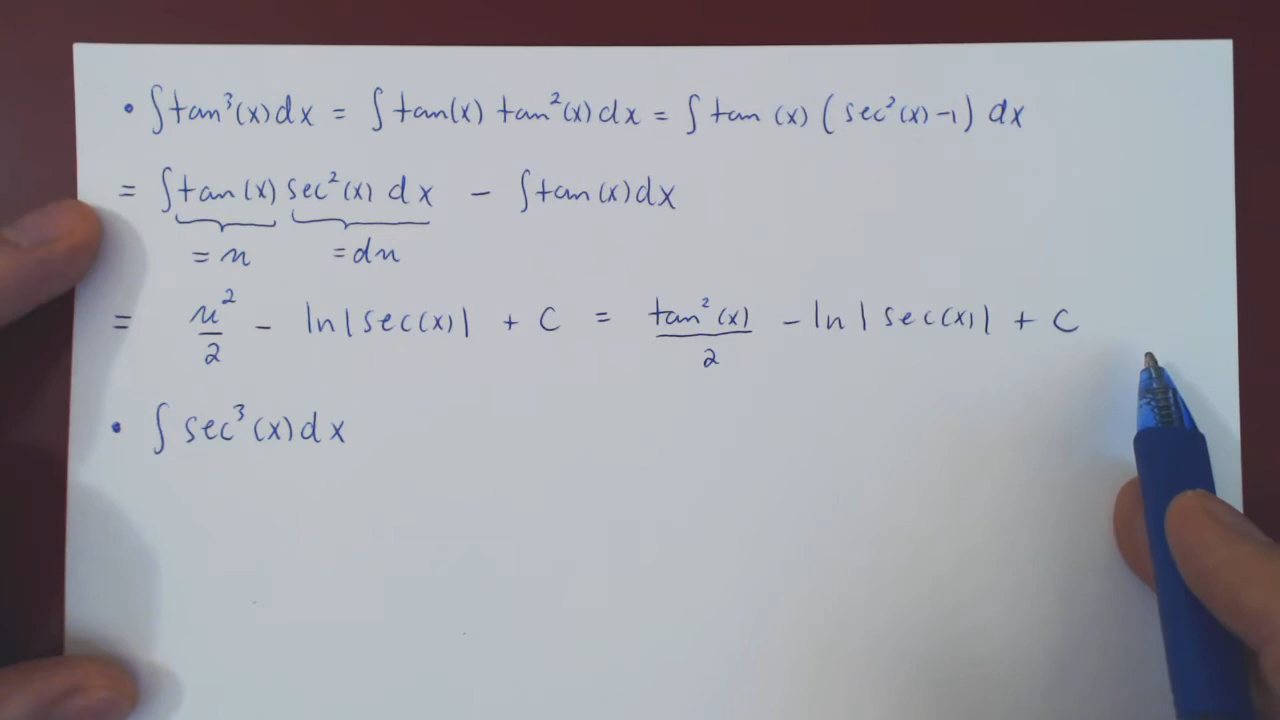 • ∫tan³(x)dx = ∫tan(x) tan²(x)dx = ∫tan (x) (sec²(x)-1) dx
= ∫tan(x) sec²(x) dx - ∫tan(x)dx
= u = du
= u²/2 - ln|sec(x)| + C = tan²(x)/2 - ln|sec(x)| + C
• ∫sec³(x)dx